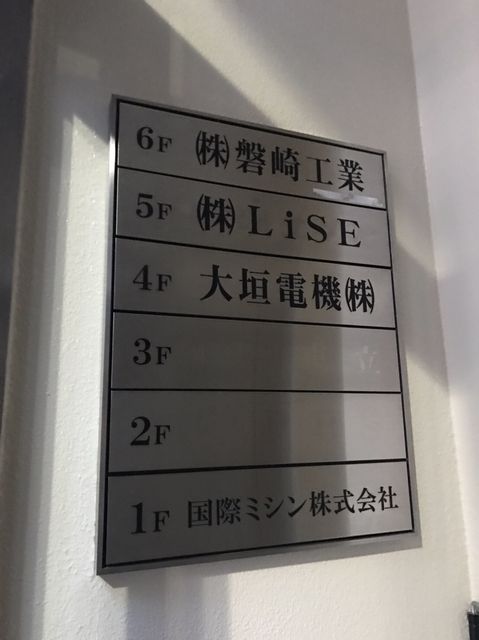 6F ㈱磐崎工業
5F ㈱LiSE
4F 大垣電機㈱
3F
2F
1F 国際ミシン株式会社